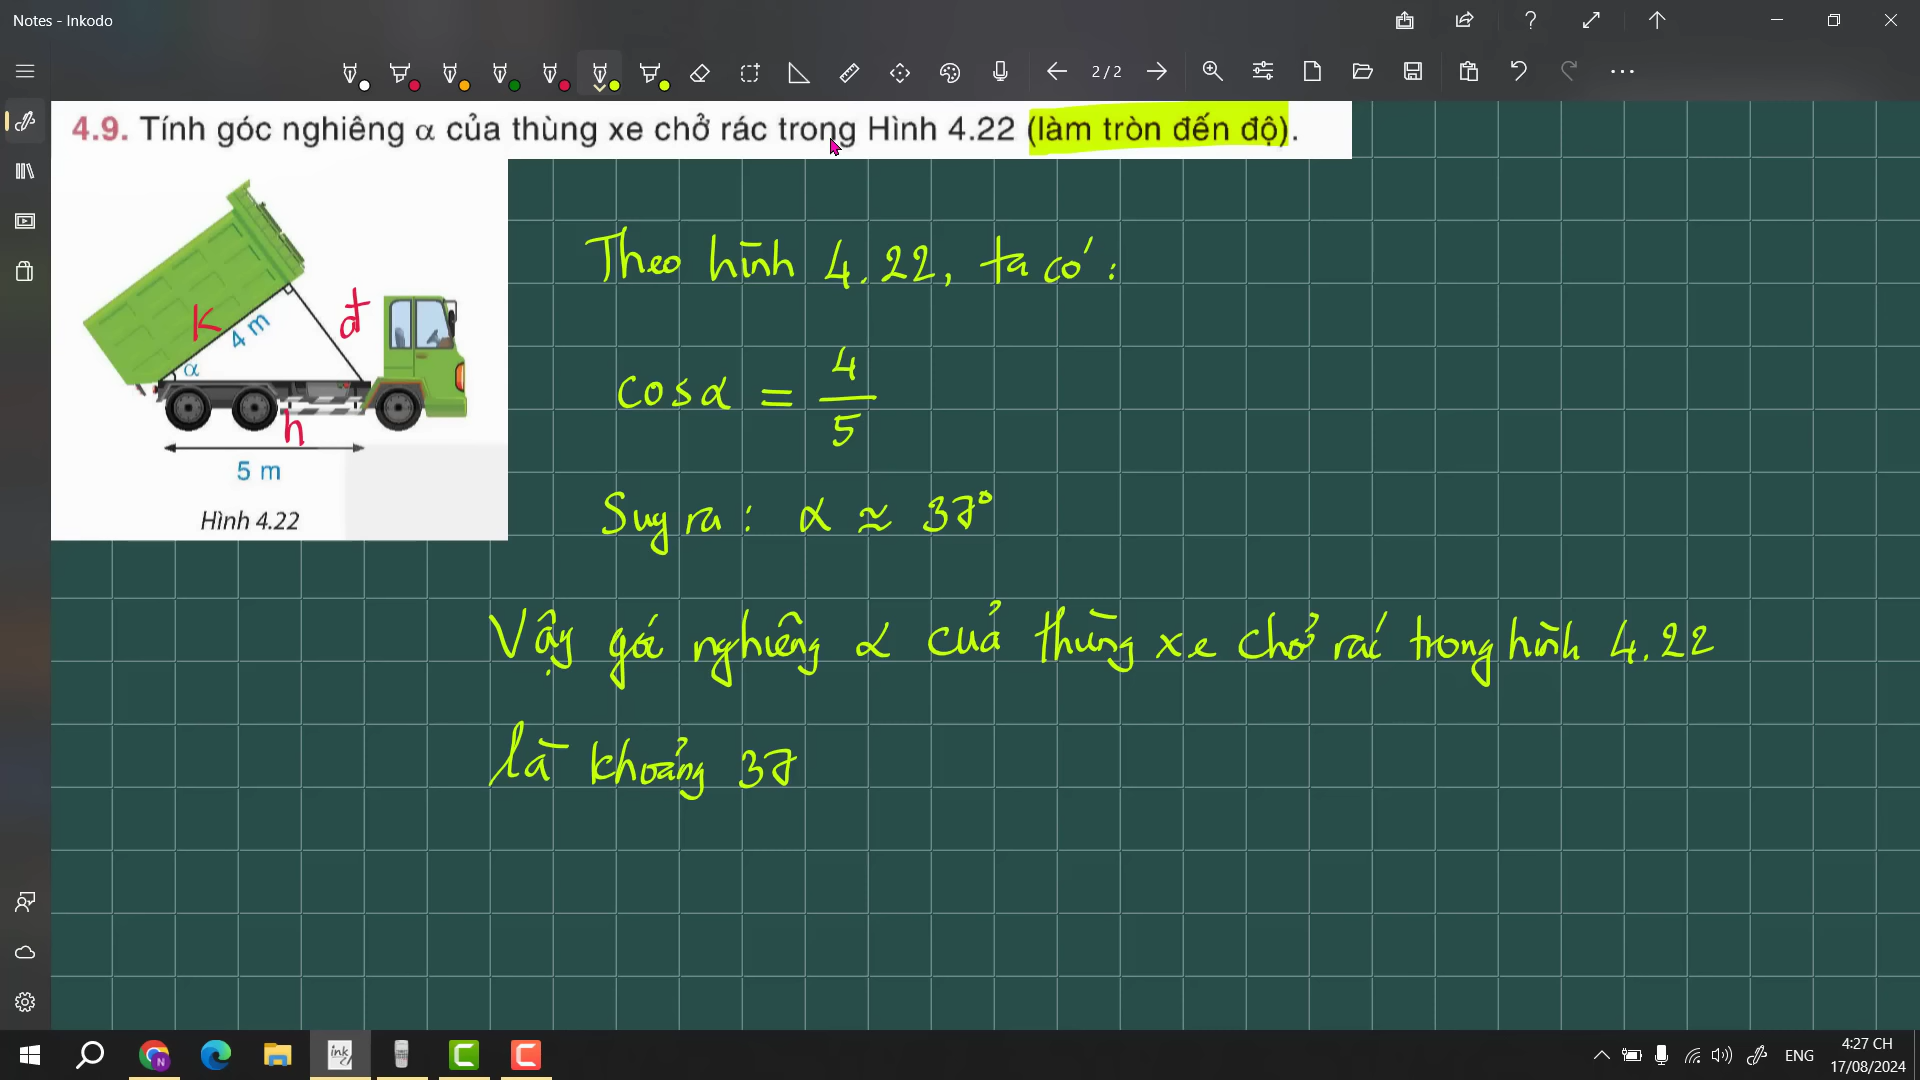 Notes - Inkodo
2 / 2
4.9. Tính góc nghiêng α của thùng xe chở rác trong Hình 4.22 (làm tròn đến độ).
K
4 m
đ
α
h
5 m
Hình 4.22
Theo hình 4.22, ta có:
cosα = 4/5
Suy ra: α ≈ 37°
Vậy góc nghiêng α của thùng xe chở rác trong hình 4.22
là khoảng 37
ENG
4:27 CH
17/08/2024